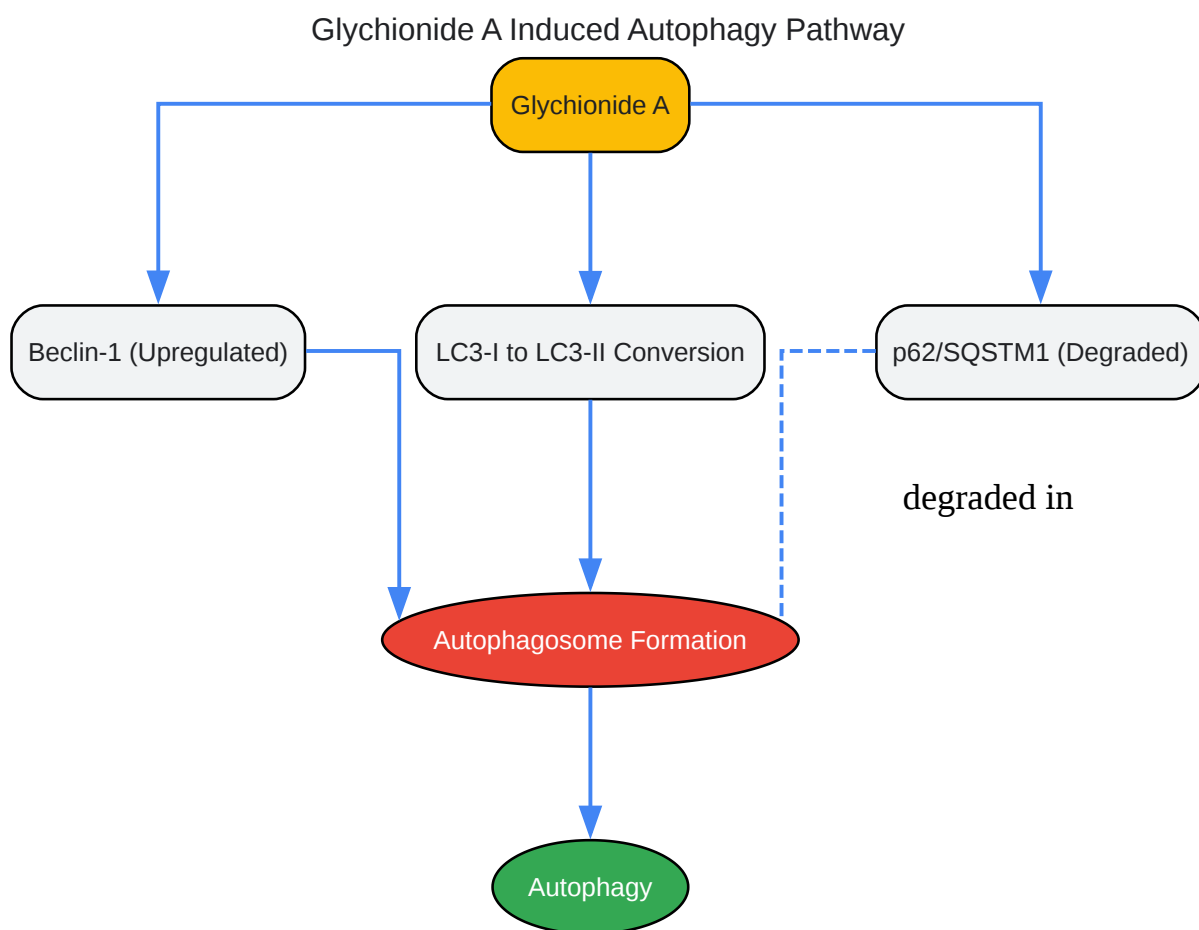 Glychionide A Induced Autophagy Pathway
Glychionide A
Beclin-1 (Upregulated)
LC3-I to LC3-II Conversion
p62/SQSTM1 (Degraded)
degraded in
Autophagosome Formation
Autophagy